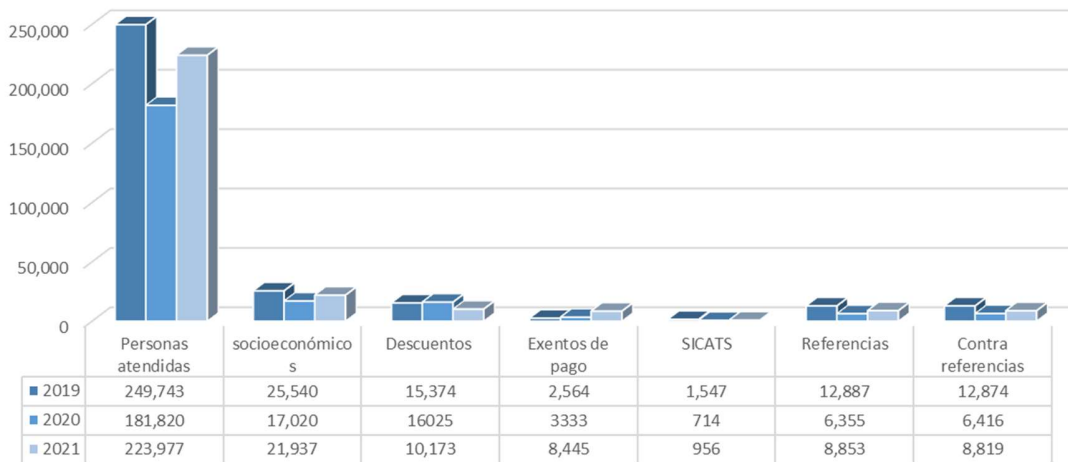 250,000
200,000
150,000
100,000
50,000
0
Personas atendidas
socioeconómicos
Descuentos
Exentos de pago
SICATS
Referencias
Contra referencias
2019 249,743 25,540 15,374 2,564 1,547 12,887 12,874
2020 181,820 17,020 16025 3333 714 6,355 6,416
2021 223,977 21,937 10,173 8,445 956 8,853 8,819